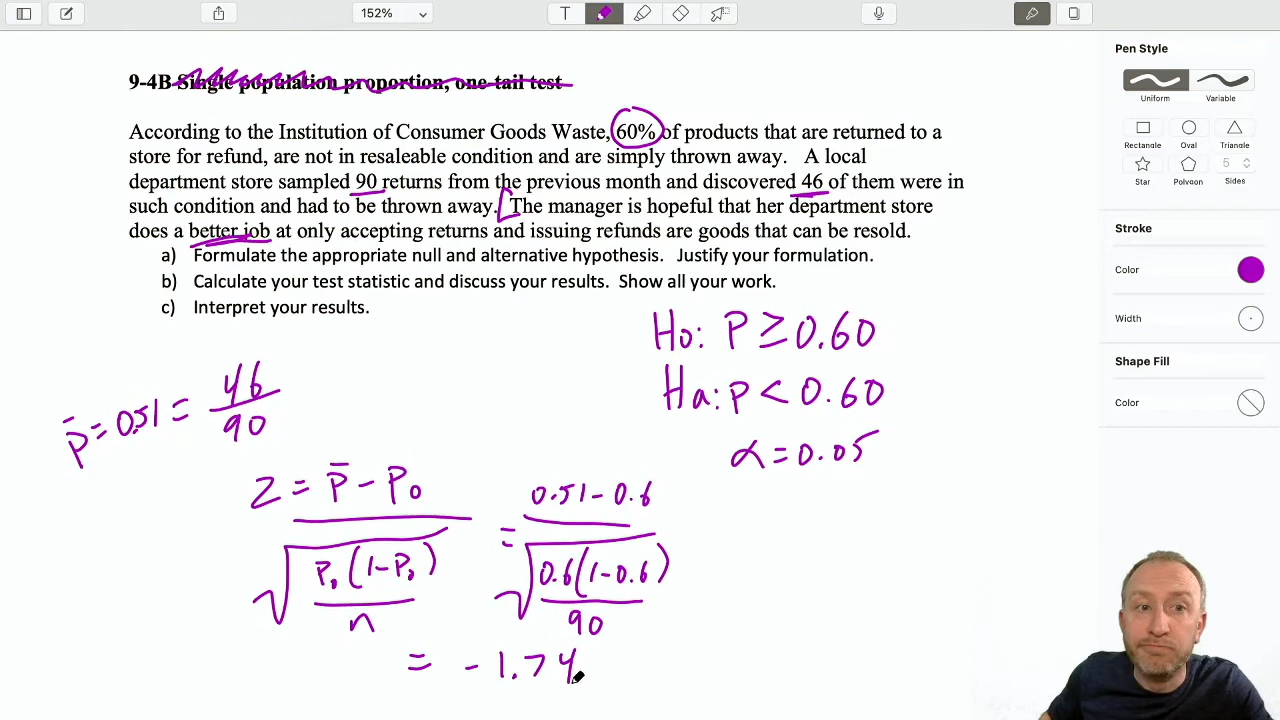 152%
T
9-4B Single population proportion, one-tail test
According to the Institution of Consumer Goods Waste, 60% of products that are returned to a
store for refund, are not in resaleable condition and are simply thrown away. A local
department store sampled 90 returns from the previous month and discovered 46 of them were in
such condition and had to be thrown away. The manager is hopeful that her department store
does a better job at only accepting returns and issuing refunds are goods that can be resold.
a) Formulate the appropriate null and alternative hypothesis. Justify your formulation.
b) Calculate your test statistic and discuss your results. Show all your work.
c) Interpret your results.
Ho: P ≥ 0.60
Ha: p < 0.60
α = 0.05
p̄ = 0.51 = 46
90
Z = p̄ - P₀
√ P₀(1-P₀)
n
= 0.51 - 0.6
√ 0.6(1-0.6)
90
= -1.74
Pen Style
Uniform
Variable
Rectangle
Oval
Triangle
Star
Polygon
5
Sides
Stroke
Color
Width
Shape Fill
Color